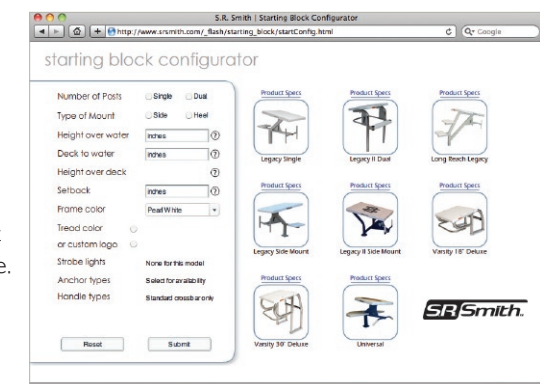 S.R. Smith | Starting Block Configurator
http://www.srsmith.com/_flash/starting_block/startConfig.html
Google
starting block configurator
Number of Posts Single Dual
Type of Mount Side Heel
Height over water inches ?
Deck to water inches
Height over deck ?
Setback inches ?
Frame color Pearl White
Tread color
or custom logo
Strobe lights None for this model
Anchor types Select for availability
Handle types Standard crossbar only
Reset Submit
Product Specs Product Specs Product Specs
Legacy Single Legacy II Dual Long Reach Legacy
Product Specs Product Specs Product Specs
Legacy Side Mount Legacy II Side Mount Varsity 18" Deluxe
Product Specs Product Specs
Varsity 30" Deluxe Universal
SR Smith.
e.